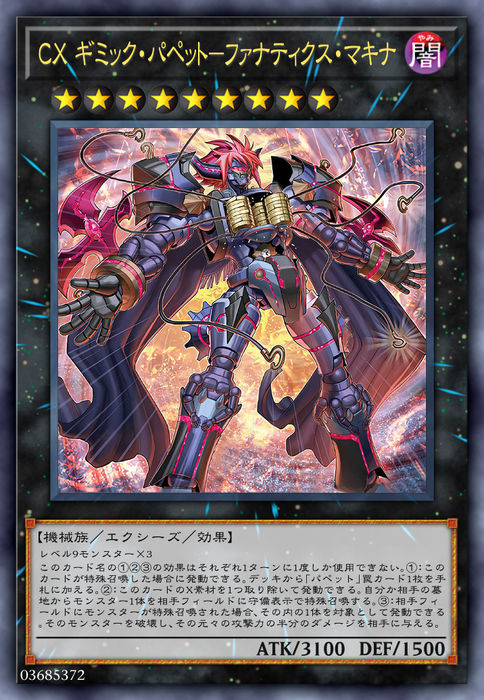 CX ギミック・パペット－ファナティクス・マキナ
やみ
闇
【機械族／エクシーズ／効果】
レベル9モンスター×3
このカード名の①②③の効果はそれぞれ1ターンに1度しか使用できない。①：こ
のカードが特殊召喚した場合に発動できる。デッキから「パペット」罠カード1枚を手
札に加える。②：このカードのX素材を1つ取り除いて発動できる。自分か相手の墓
地からモンスター1体を相手フィールドに守備表示で特殊召喚する。③：相手フィ
ールドにモンスターが特殊召喚された場合、その内の1体を対象として発動できる
。そのモンスターを破壊し、その元々の攻撃力の半分のダメージを相手に与える。
ATK/3100 DEF/1500
03685372